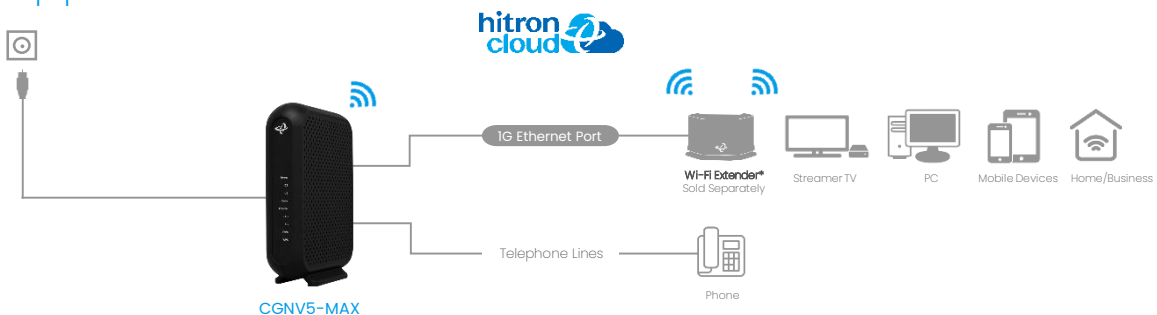 hitron
cloud
1G Ethernet Port
Wi-Fi Extender*
Sold Separately
Streamer TV
PC
Mobile Devices
Home/Business
Telephone Lines
Phone
CGNV5-MAX